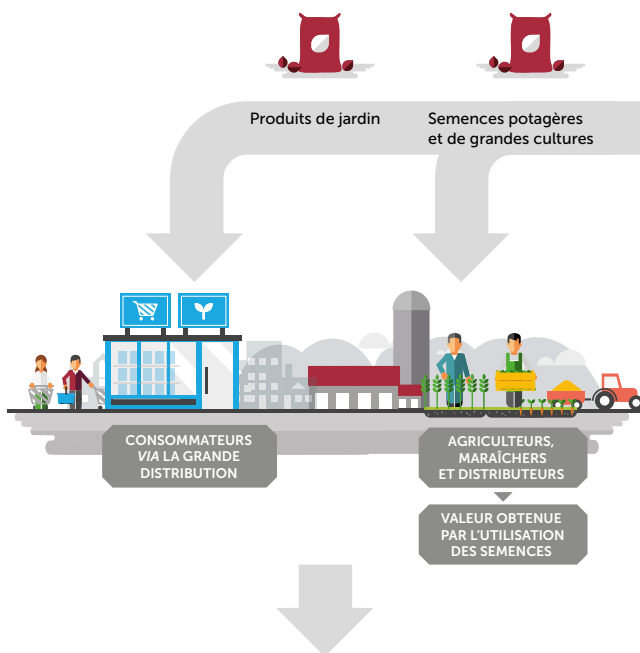 Produits de jardin
Semences potagères
et de grandes cultures
CONSOMMATEURS
VIA LA GRANDE
DISTRIBUTION
AGRICULTEURS,
MARAÎCHERS
ET DISTRIBUTEURS
VALEUR OBTENUE
PAR L'UTILISATION
DES SEMENCES